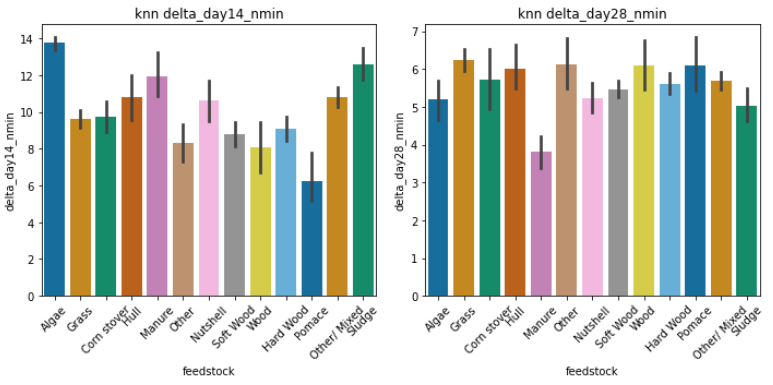 knn delta_day14_nmin
delta_day14_nmin
14
12
10
8
6
4
2
0
Algae
Grass
Corn stover
Hull
Manure
Other
Nutshell
Soft Wood
Wood
Hard Wood
Pomace
Other/ Mixed
Sludge
feedstock
knn delta_day28_nmin
delta_day28_nmin
7
6
5
4
3
2
1
0
Algae
Grass
Corn stover
Hull
Manure
Other
Nutshell
Soft Wood
Wood
Hard Wood
Pomace
Other/ Mixed
Sludge
feedstock